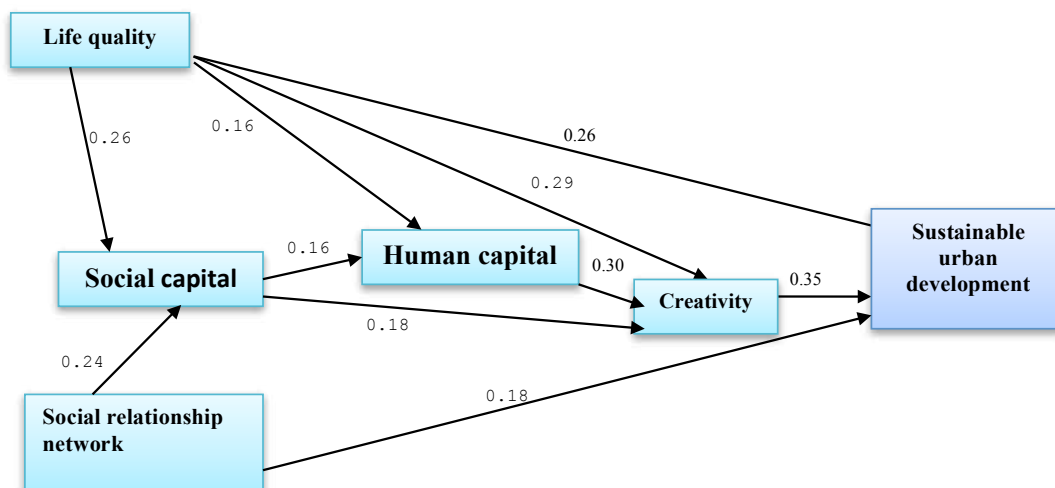 Life quality
0.26
0.16
0.26
0.29
Sustainable
urban
development
Human capital
0.16
Social capital
0.30
0.35
Creativity
0.18
0.24
0.18
Social relationship
network